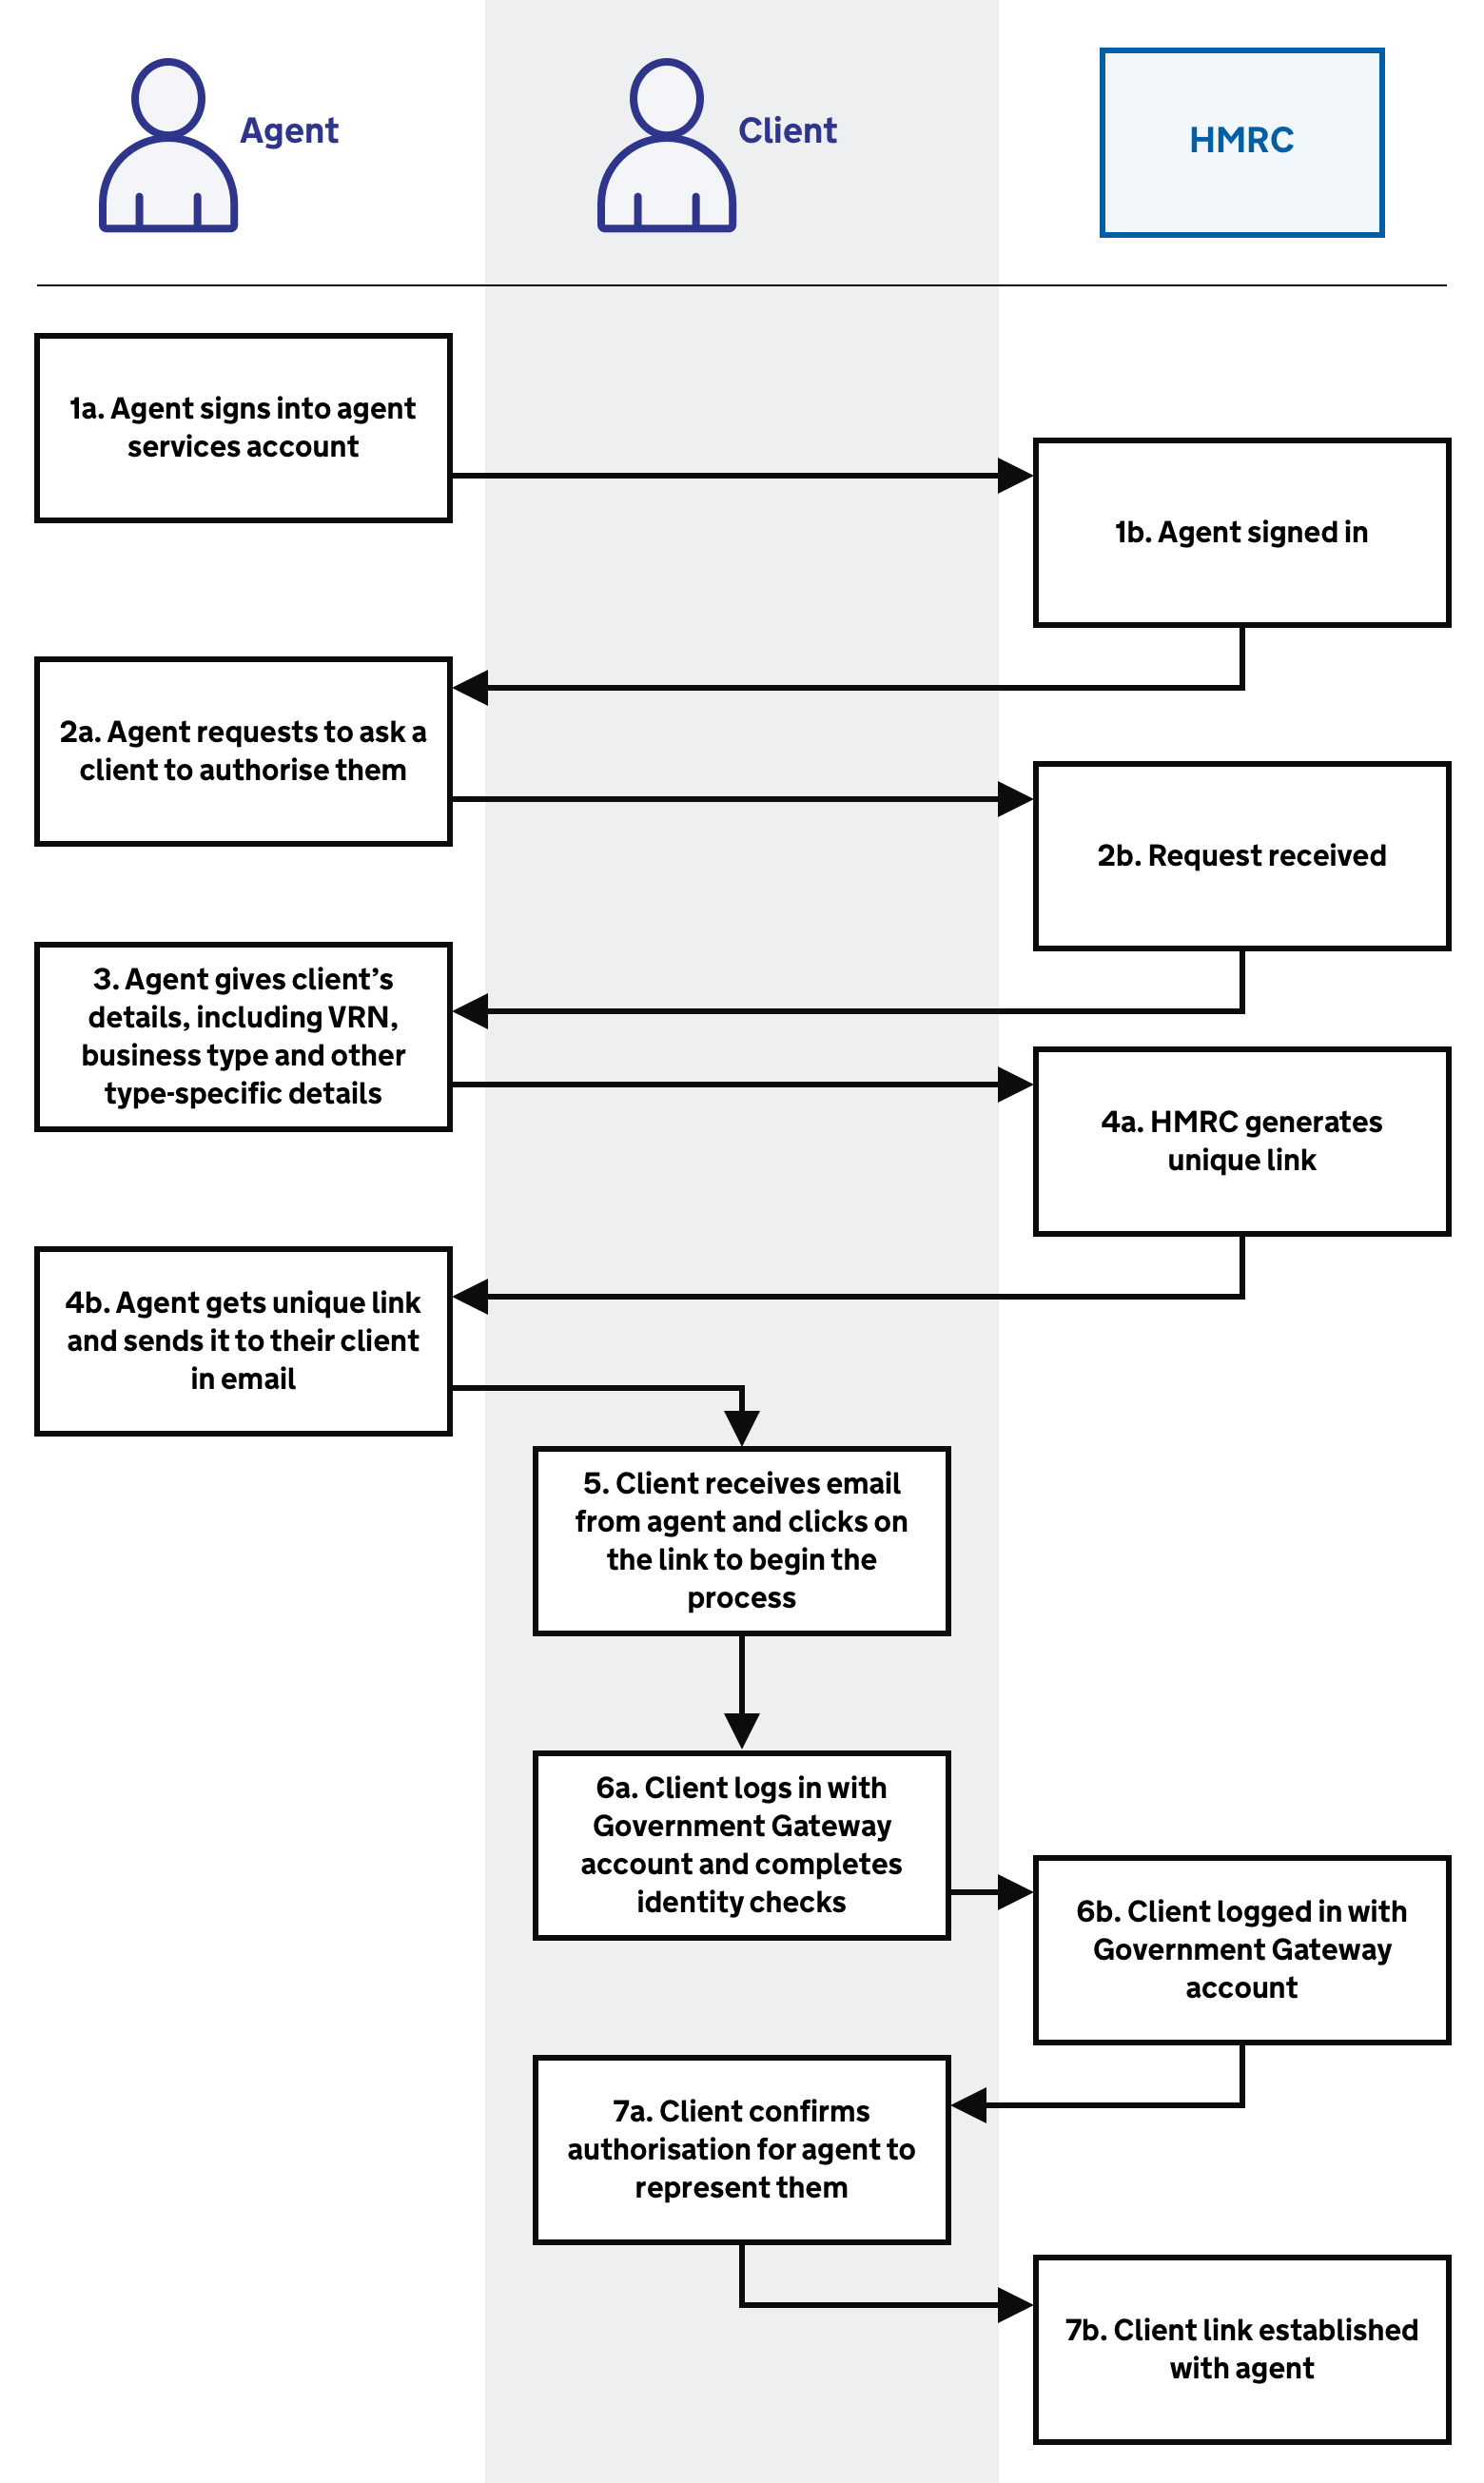 Agent
Client
HMRC
1a. Agent signs into agent
services account
1b. Agent signed in
2a. Agent requests to ask a
client to authorise them
2b. Request received
3. Agent gives client’s
details, including VRN,
business type and other
type-specific details
4a. HMRC generates
unique link
4b. Agent gets unique link
and sends it to their client
in email
5. Client receives email
from agent and clicks on
the link to begin the
process
6a. Client logs in with
Government Gateway
account and completes
identity checks
6b. Client logged in with
Government Gateway
account
7a. Client confirms
authorisation for agent to
represent them
7b. Client link established
with agent